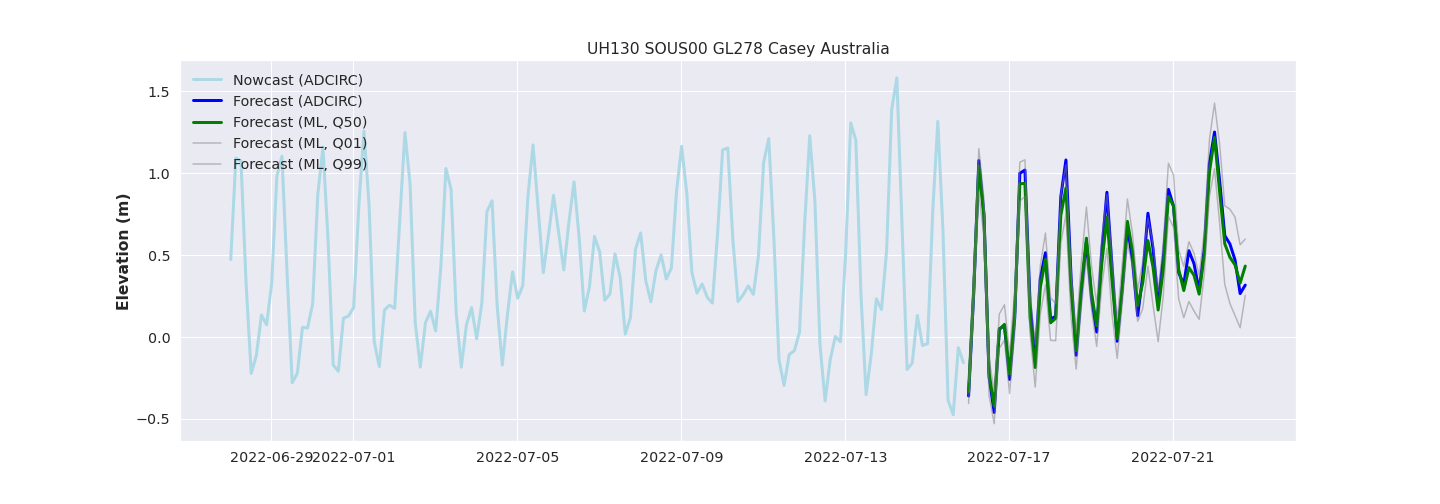 UH130 SOUS00 GL278 Casey Australia
Nowcast (ADCIRC)
Forecast (ADCIRC)
Forecast (ML, Q50)
Forecast (ML, Q01)
Forecast (ML, Q99)
Elevation (m)
1.5
1.0
0.5
0.0
−0.5
2022-06-29
2022-07-01
2022-07-05
2022-07-09
2022-07-13
2022-07-17
2022-07-21